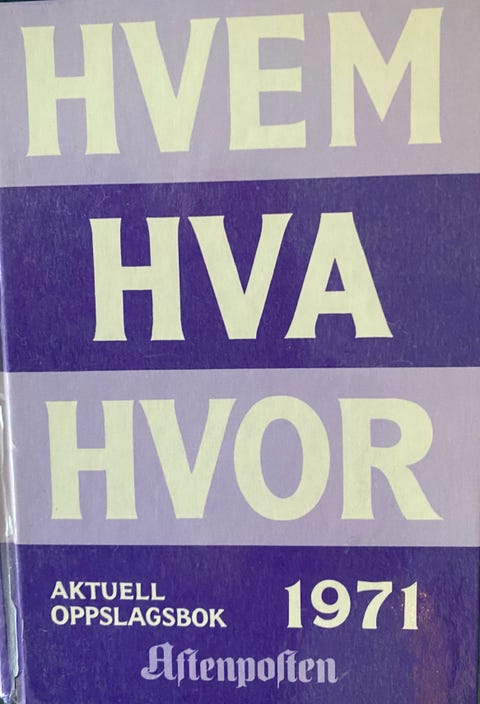 HVEM
HVA
HVOR
AKTUELL
OPPSLAGSBOK
1971
Aftenposten